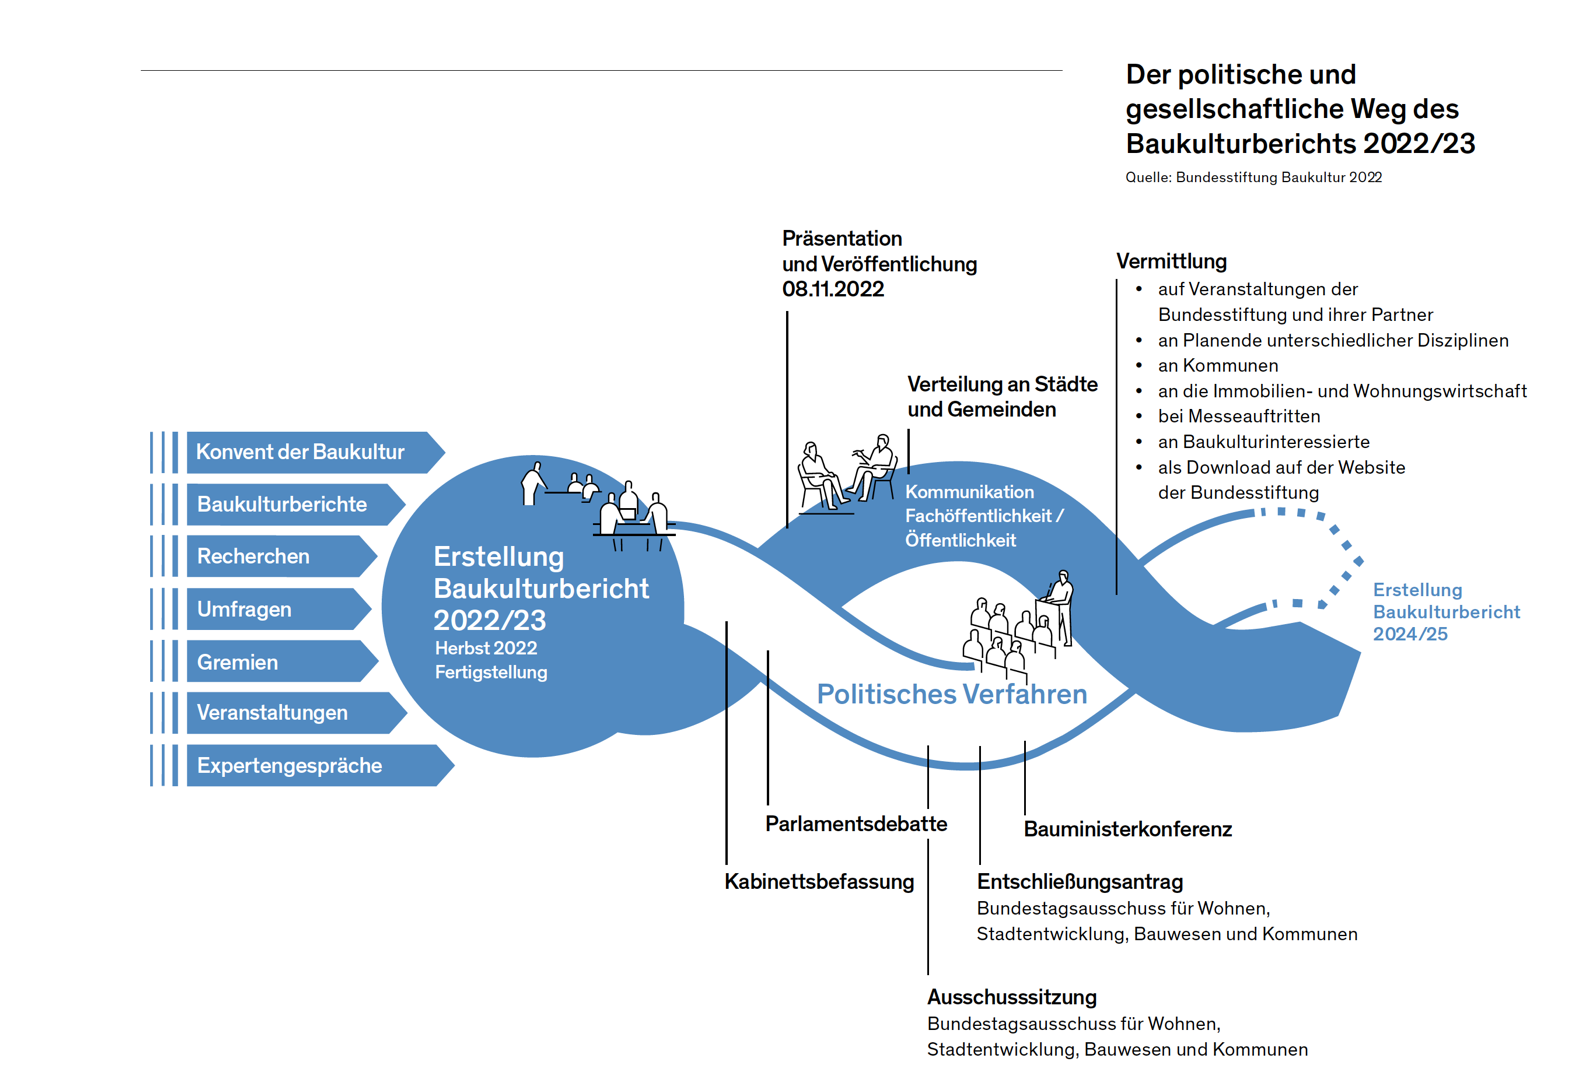 Der politische und
gesellschaftliche Weg des
Baukulturberichts 2022/23
Quelle: Bundesstiftung Baukultur 2022
Präsentation
und Veröffentlichung
08.11.2022
Vermittlung
• auf Veranstaltungen der
Bundesstiftung und ihrer Partner
• an Planende unterschiedlicher Disziplinen
• an Kommunen
• an die Immobilien- und Wohnungswirtschaft
• bei Messeauftritten
• an Baukulturinteressierte
• als Download auf der Website
der Bundesstiftung
Verteilung an Städte
und Gemeinden
Konvent der Baukultur
Baukulturberichte
Recherchen
Umfragen
Gremien
Veranstaltungen
Expertengespräche
Erstellung
Baukulturbericht
2022/23
Herbst 2022
Fertigstellung
Kommunikation
Fachöffentlichkeit /
Öffentlichkeit
Erstellung
Baukulturbericht
2024/25
Politisches Verfahren
Parlamentsdebatte
Bauministerkonferenz
Kabinettsbefassung
Entschließungsantrag
Bundestagsausschuss für Wohnen,
Stadtentwicklung, Bauwesen und Kommunen
Ausschusssitzung
Bundestagsausschuss für Wohnen,
Stadtentwicklung, Bauwesen und Kommunen